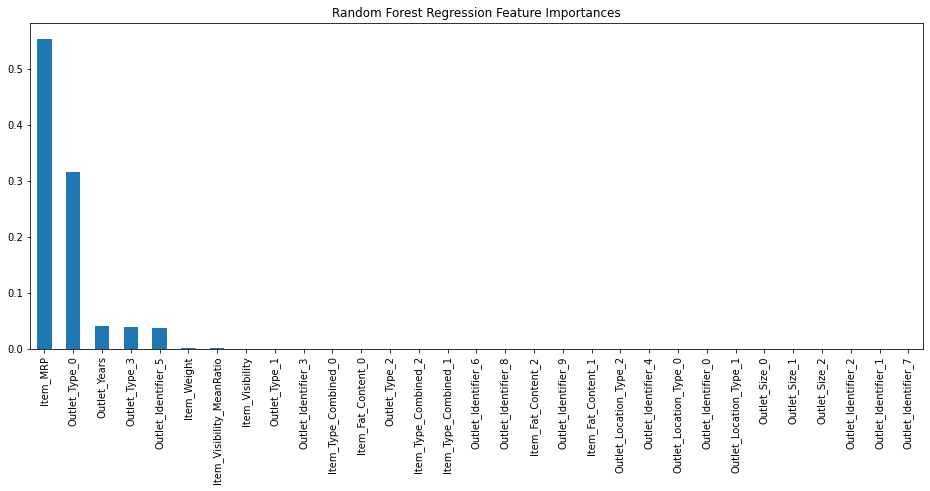 Random Forest Regression Feature Importances
0.5
0.4
0.3
0.2
0.1
0.0
Item_MRP
Outlet_Type_0
Outlet_Years
Outlet_Type_3
Outlet_Identifier_5
Item_Weight
Item_Visibility_MeanRatio
Item_Visibility
Outlet_Type_1
Outlet_Identifier_3
Item_Type_Combined_0
Item_Fat_Content_0
Outlet_Type_2
Item_Type_Combined_2
Item_Type_Combined_1
Outlet_Identifier_6
Outlet_Identifier_8
Item_Fat_Content_2
Outlet_Identifier_9
Item_Fat_Content_1
Outlet_Location_Type_2
Outlet_Identifier_4
Outlet_Location_Type_0
Outlet_Identifier_0
Outlet_Location_Type_1
Outlet_Size_0
Outlet_Size_1
Outlet_Size_2
Outlet_Identifier_2
Outlet_Identifier_1
Outlet_Identifier_7